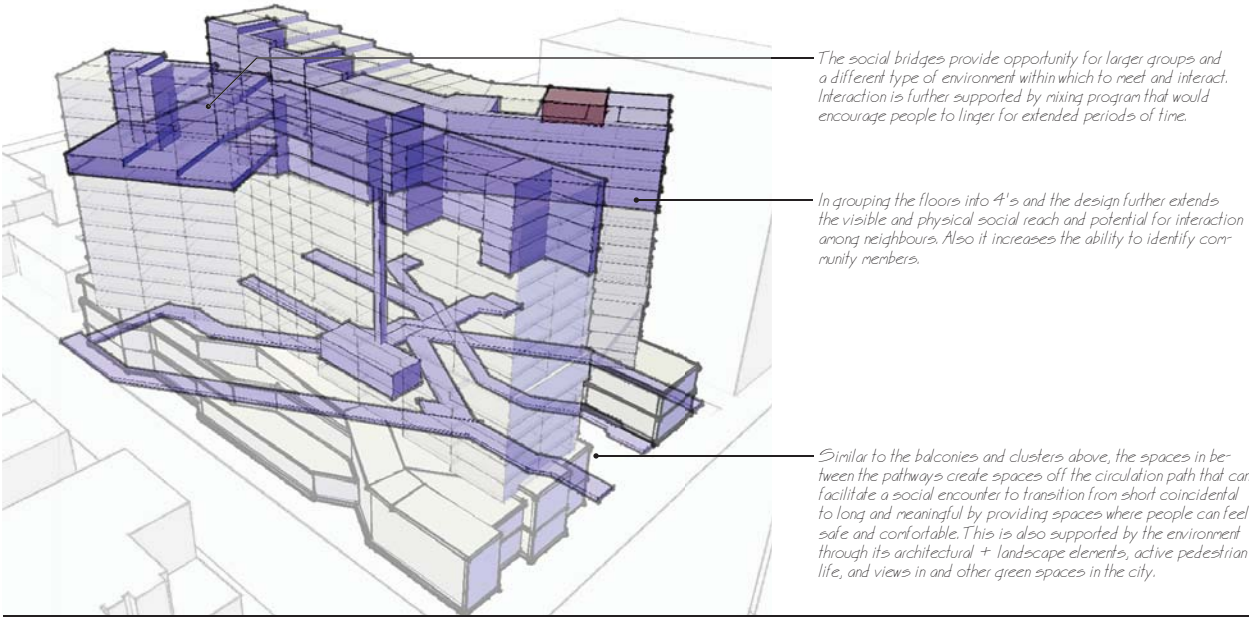 The social bridges provide opportunity for larger groups and
a different type of environment within which to meet and interact.
Interaction is further supported by mixing program that would
encourage people to linger for extended periods of time.
In grouping the floors into 4's and the design further extends
the visible and physical social reach and potential for interaction
among neighbours. Also it increases the ability to identify com-
munity members.
Similar to the balconies and clusters above, the spaces in be-
tween the pathways create spaces off the circulation path that can
facilitate a social encounter to transition from short coincidental
to long and meaningful by providing spaces where people can feel
safe and comfortable. This is also supported by the environment
through its architectural + landscape elements, active pedestrian
life, and views in and other green spaces in the city.